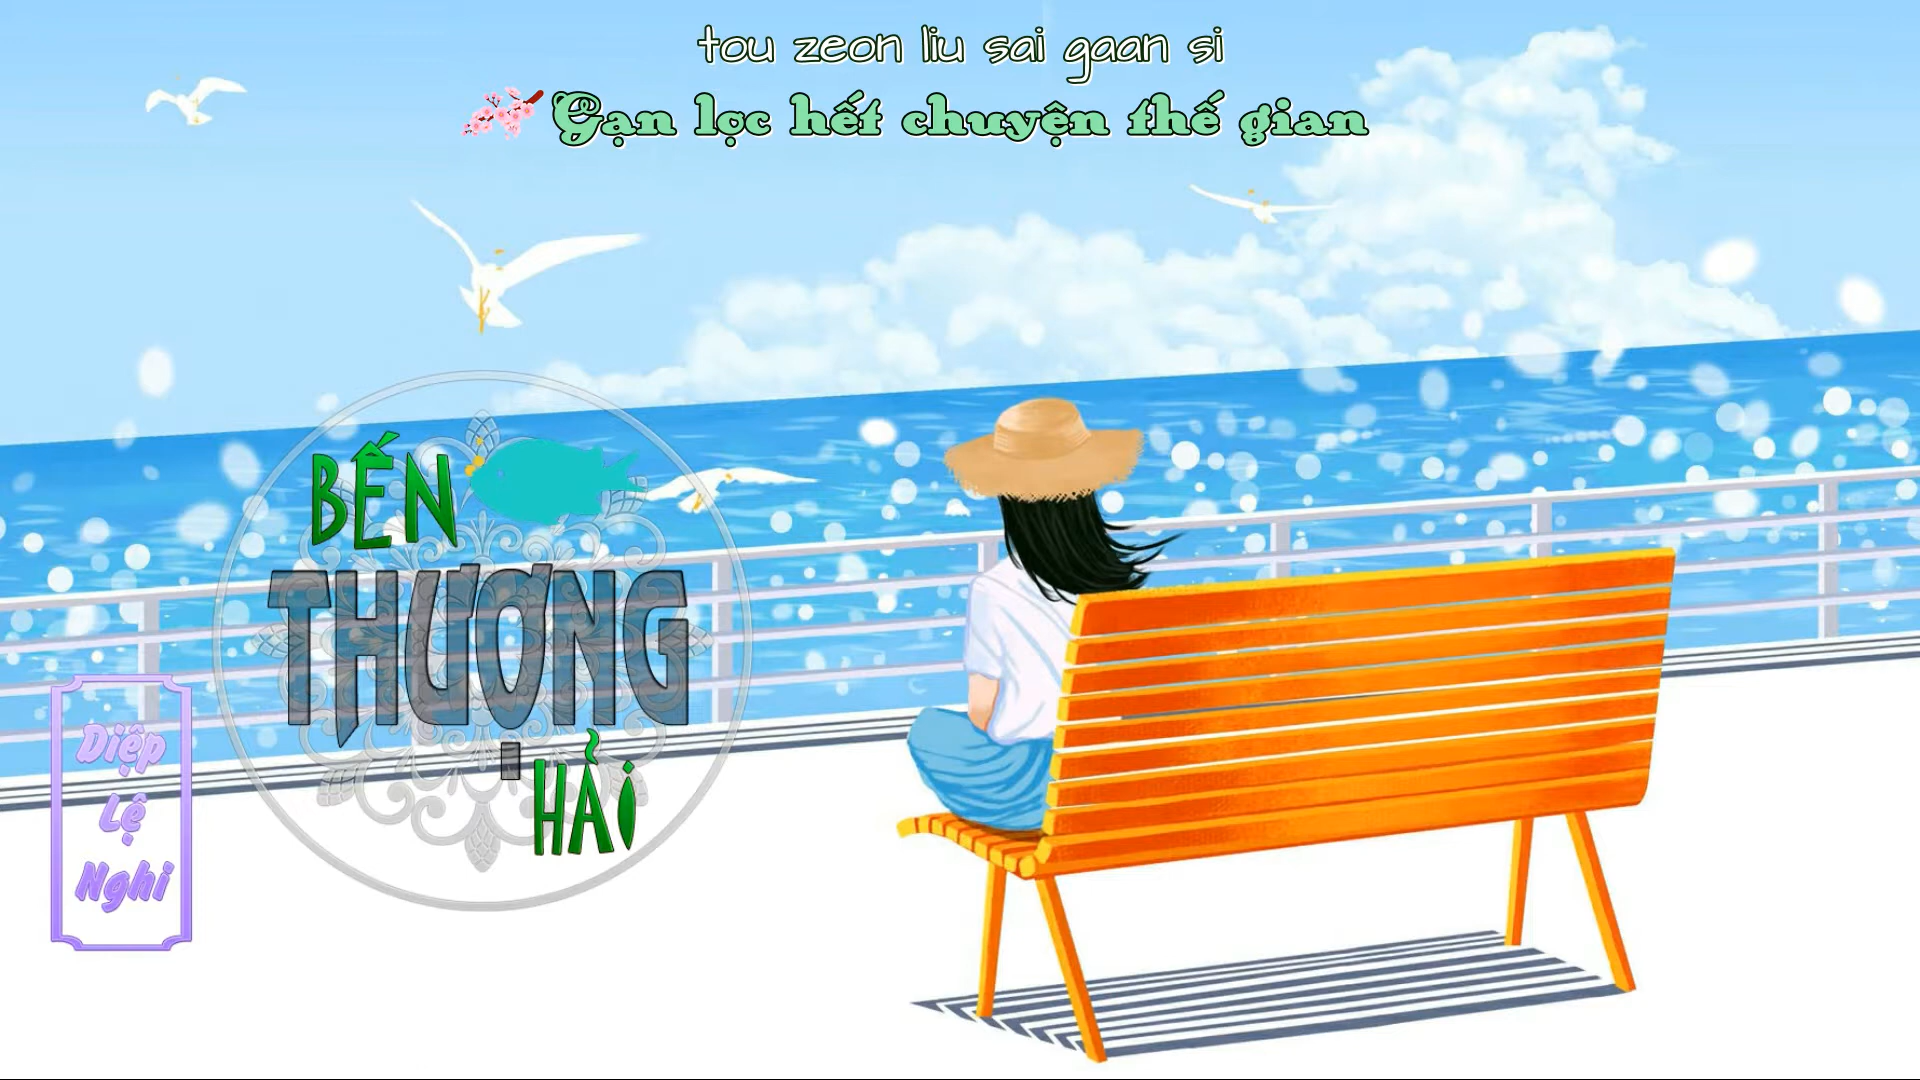 tou zeon liu sai gaan si
Gạn lọc hết chuyện thế gian
BẾN
THƯỢNG
HẢI
Diệp
Lệ
Nghi